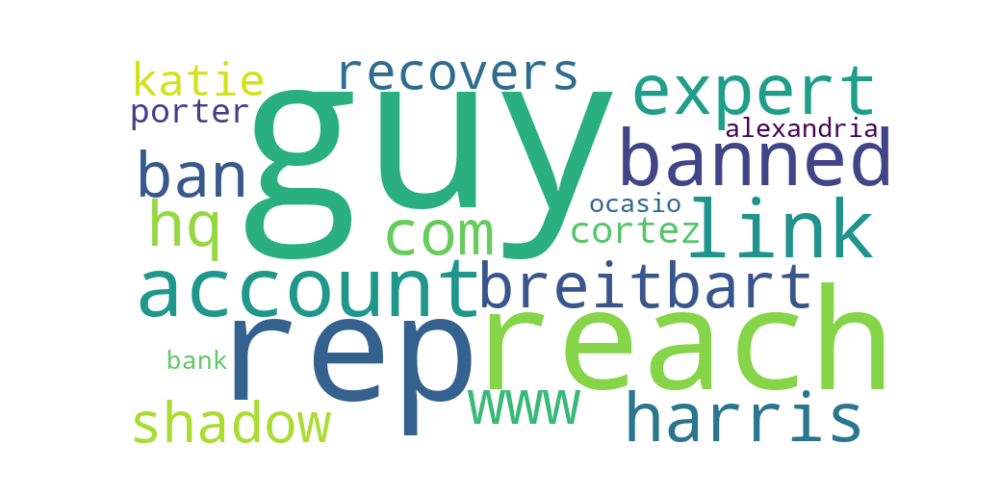 katie
recovers
expert
porter
guy
alexandria
banned
ban
ocasio
hq
com
cortez
link
account
breitbart
rep
reach
bank
www
harris
shadow